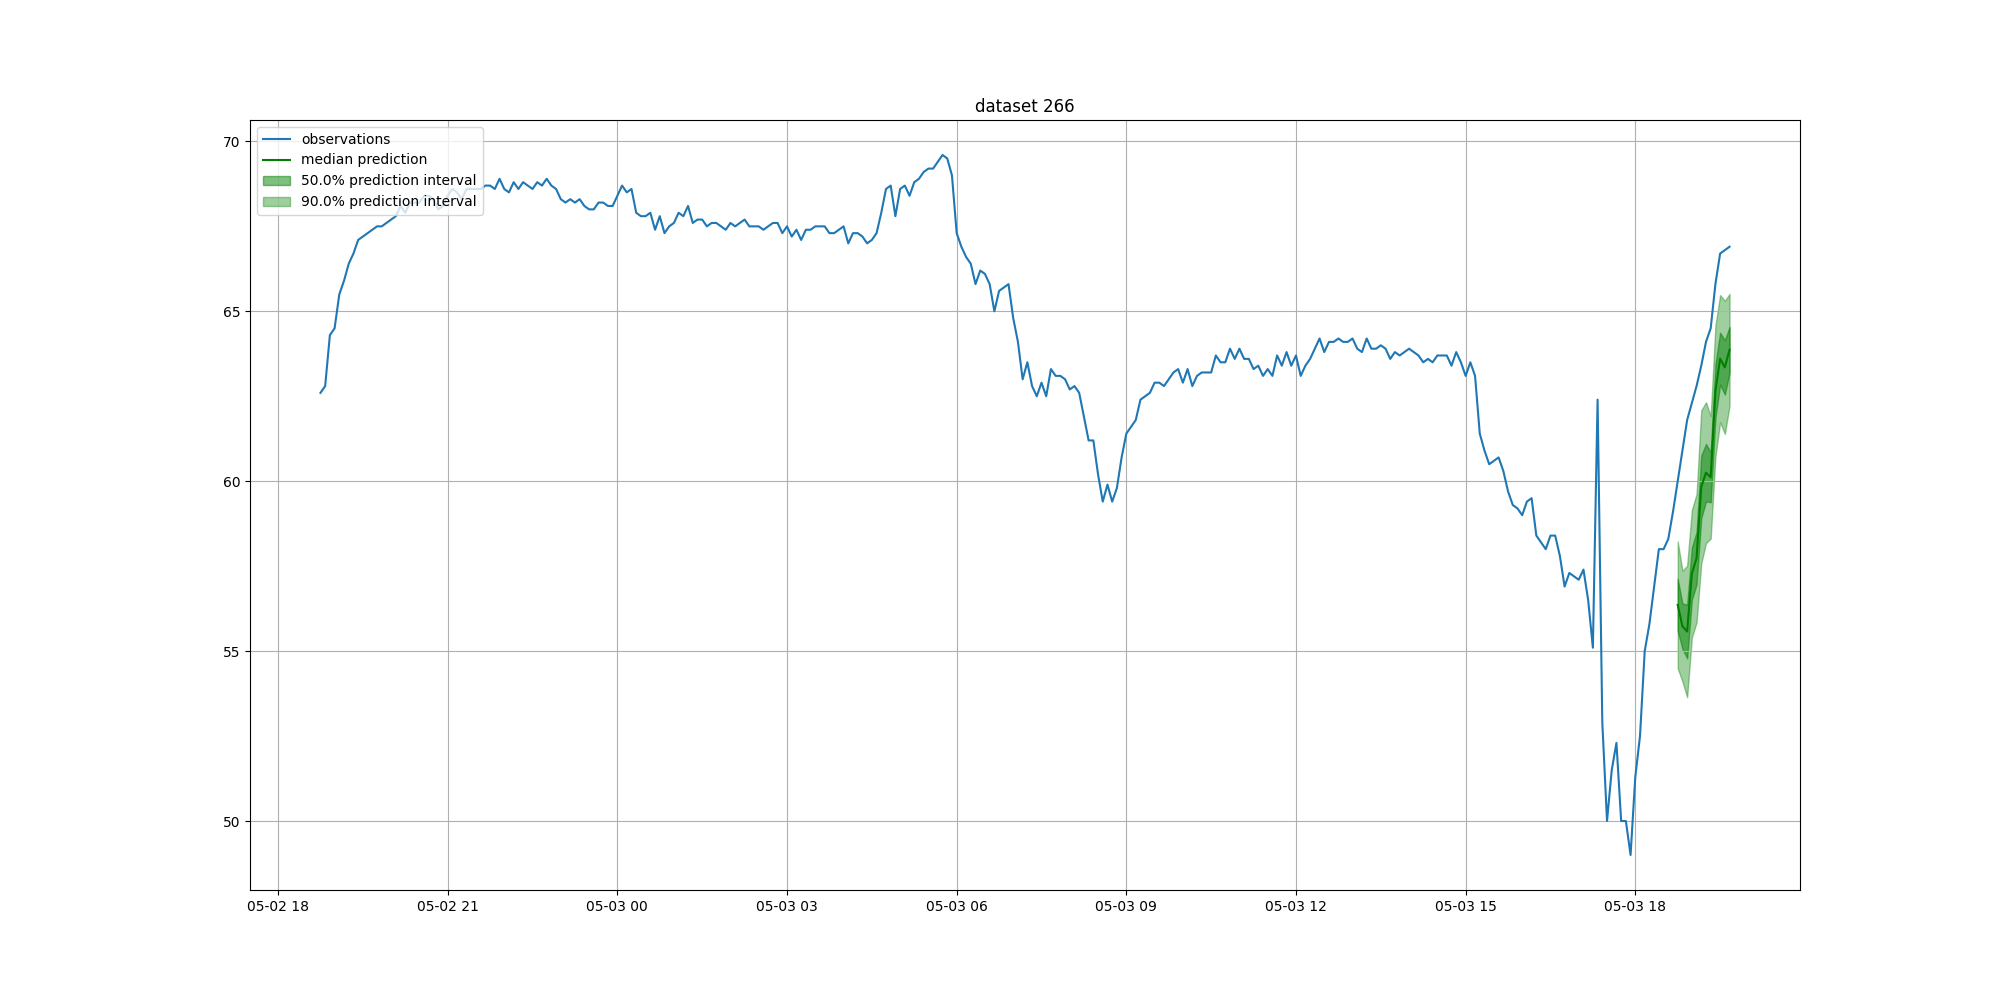 dataset 266
observations
median prediction
50.0% prediction interval
90.0% prediction interval
70
65
60
55
50
05-02 18
05-02 21
05-03 00
05-03 03
05-03 06
05-03 09
05-03 12
05-03 15
05-03 18